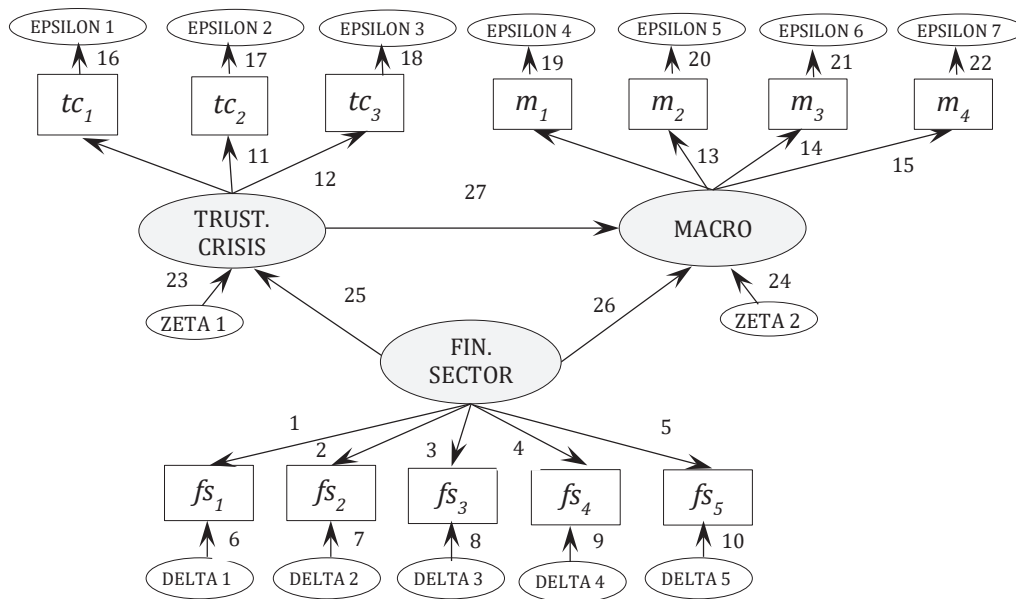 EPSILON 1
EPSILON 2
EPSILON 3
EPSILON 4
EPSILON 5
EPSILON 6
EPSILON 7
16
17
18
19
20
21
22
tc₁
tc₂
tc₃
m₁
m₂
m₃
m₄
11
12
13
14
15
27
TRUST.
CRISIS
MACRO
23
25
26
24
ZETA 1
ZETA 2
FIN.
SECTOR
1
2
3
4
5
fs₁
fs₂
fs₃
fs₄
fs₅
6
7
8
9
10
DELTA 1
DELTA 2
DELTA 3
DELTA 4
DELTA 5